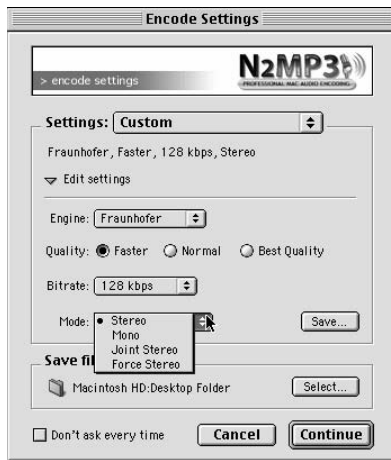 Encode Settings
> encode settings
N2MP3
PROFESSIONAL MAC AUDIO ENCODING
Settings: Custom
Fraunhofer, Faster, 128 kbps, Stereo
Edit settings
Engine: Fraunhofer
Quality: Faster Normal Best Quality
Bitrate: 128 kbps
Mode: • Stereo
Mono
Joint Stereo
Force Stereo
Save...
Save fil
Macintosh HD:Desktop Folder
Select...
Don't ask every time
Cancel
Continue